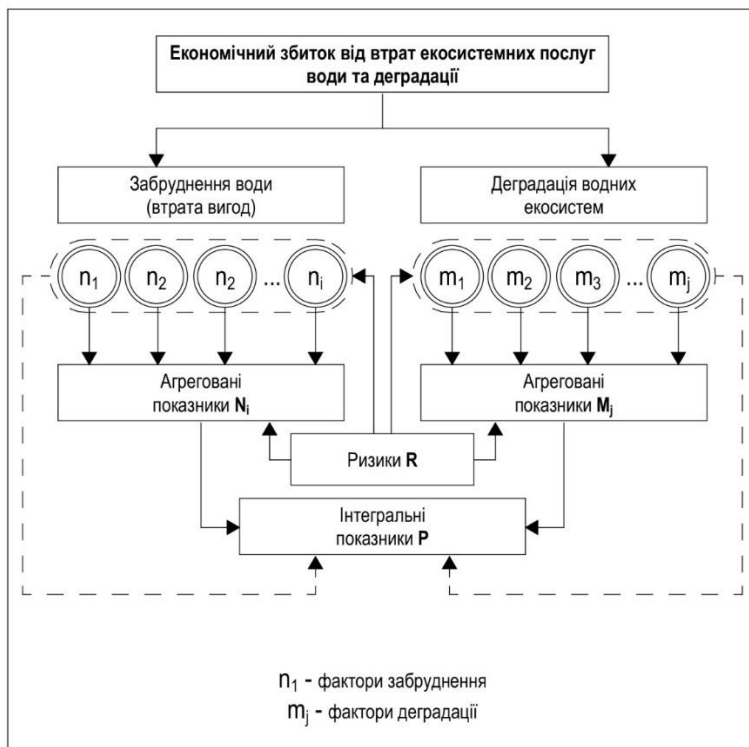 Економічний збиток від втрат екосистемних послуг
води та деградації
Забруднення води
(втрата вигод)
Деградація водних
екосистем
n₁ n₂ n₂ ... nᵢ
m₁ m₂ m₃ ... mⱼ
Агреговані
показники Nᵢ
Агреговані
показники Mⱼ
Ризики R
Інтегральні
показники P
n₁ - фактори забруднення
mⱼ - фактори деградації